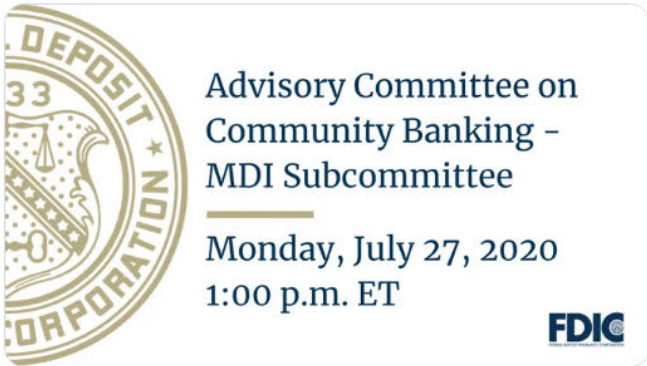 . DEPOSIT
33
CORPORATION
Advisory Committee on
Community Banking -
MDI Subcommittee
Monday, July 27, 2020
1:00 p.m. ET
FDIC